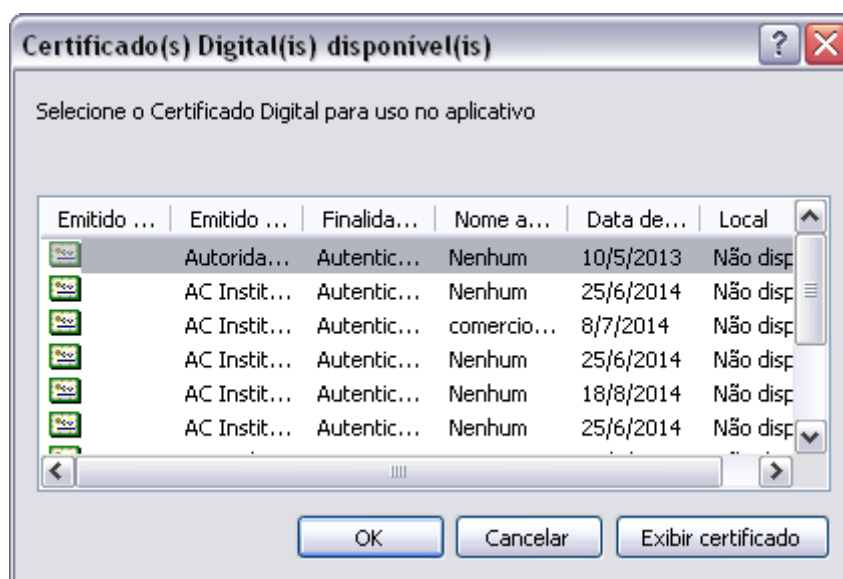 Certificado(s) Digital(is) disponível(is)
Selecione o Certificado Digital para uso no aplicativo
Emitido ... Emitido ... Finalida... Nome a... Data de... Local
Autorida... Autentic... Nenhum 10/5/2013 Não disp
AC Instit... Autentic... Nenhum 25/6/2014 Não disp
AC Instit... Autentic... comercio... 8/7/2014 Não disp
AC Instit... Autentic... Nenhum 25/6/2014 Não disp
AC Instit... Autentic... Nenhum 18/8/2014 Não disp
AC Instit... Autentic... Nenhum 25/6/2014 Não disp
OK Cancelar Exibir certificado